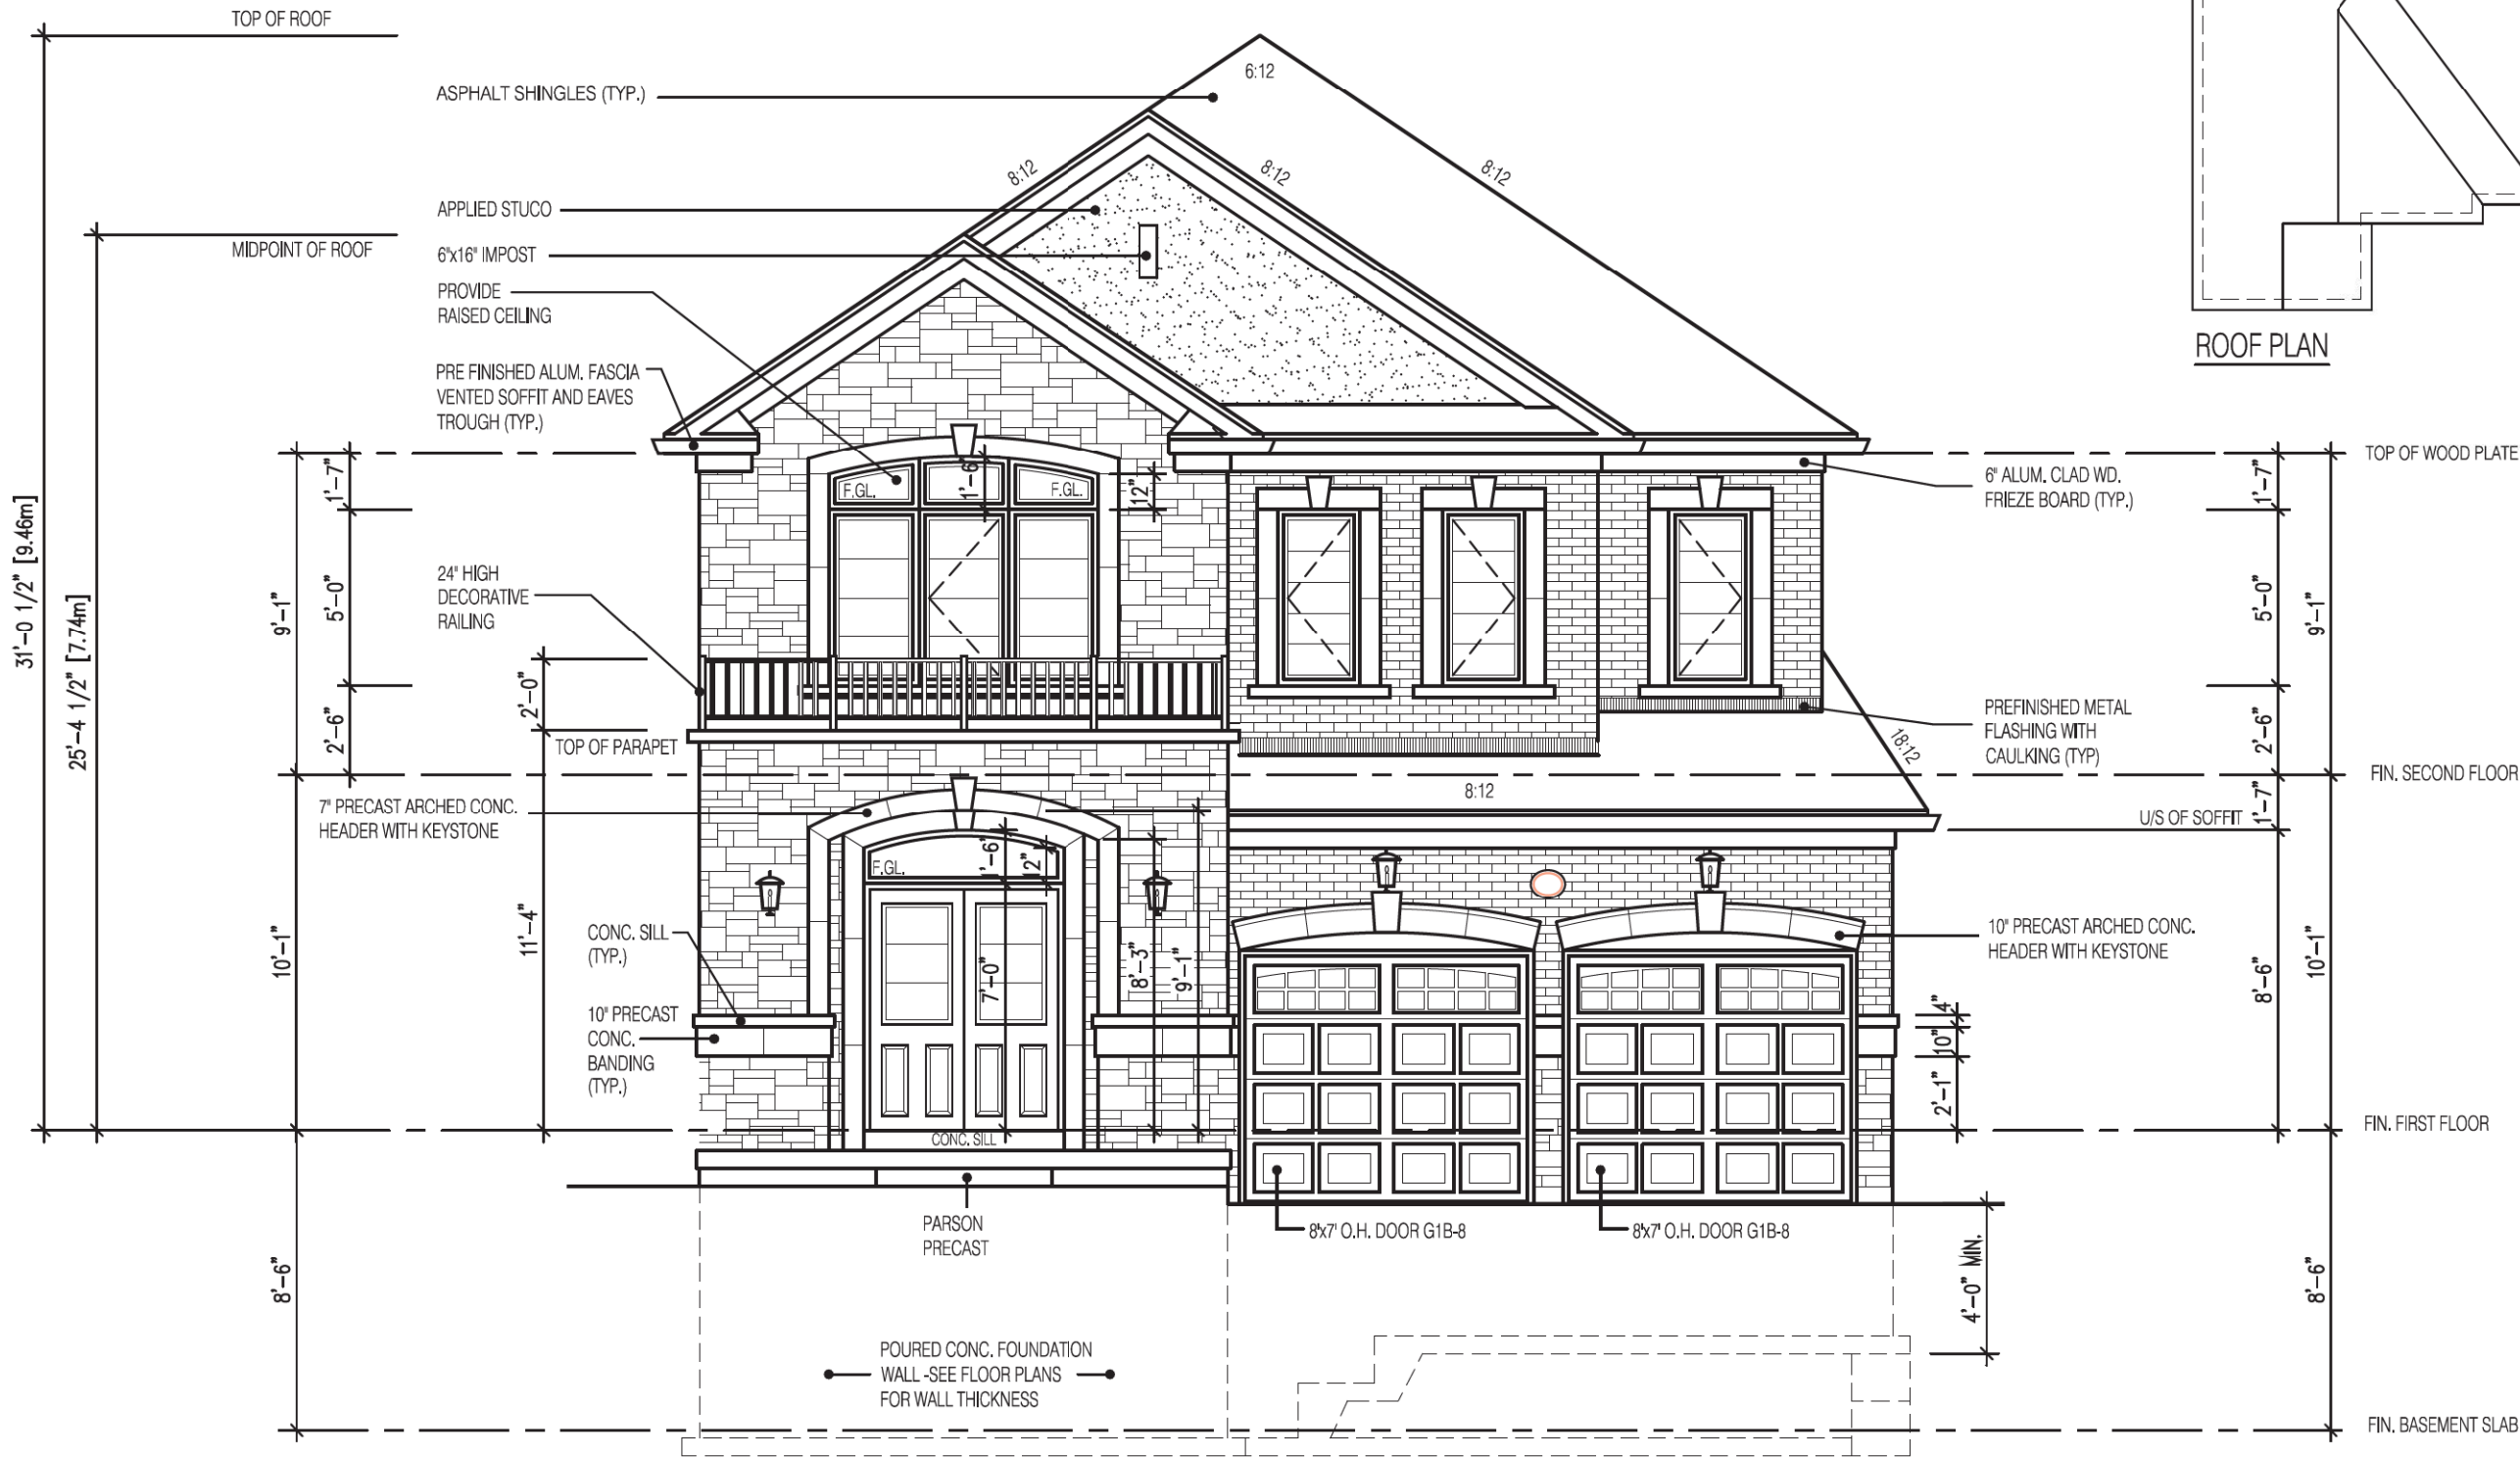 TOP OF ROOF
6:12
ASPHALT SHINGLES (TYP.)
8:12
8:12
8:12
APPLIED STUCO
MIDPOINT OF ROOF
6"x16" IMPOST
PROVIDE
RAISED CEILING
ROOF PLAN
PRE FINISHED ALUM. FASCIA
VENTED SOFFIT AND EAVES
TROUGH (TYP.)
TOP OF WOOD PLATE
6" ALUM. CLAD WD.
FRIEZE BOARD (TYP.)
F.GL.
F.GL.
1'-6"
12"
1'-7"
5'-0"
2'-6"
9'-1"
31'-0 1/2" [9.46m]
25'-4 1/2" [7.74m]
24" HIGH
DECORATIVE
RAILING
2'-0"
1'-7"
5'-0"
2'-6"
9'-1"
TOP OF PARAPET
PREFINISHED METAL
FLASHING WITH
CAULKING (TYP)
18:12
FIN. SECOND FLOOR
8:12
7" PRECAST ARCHED CONC.
HEADER WITH KEYSTONE
U/S OF SOFFIT
1'-7"
F.GL.
1'-6"
12"
10'-1"
11'-4"
CONC. SILL
(TYP.)
7'-0"
8'-3"
9'-1"
10" PRECAST ARCHED CONC.
HEADER WITH KEYSTONE
8'-6"
10'-1"
10" PRECAST
CONC.
BANDING
(TYP.)
4"
10"
2'-1"
CONC. SILL
FIN. FIRST FLOOR
PARSON
PRECAST
8'x7' O.H. DOOR G1B-8
8'x7' O.H. DOOR G1B-8
8'-6"
4'-0" MIN.
8'-6"
POURED CONC. FOUNDATION
WALL -SEE FLOOR PLANS
FOR WALL THICKNESS
FIN. BASEMENT SLAB